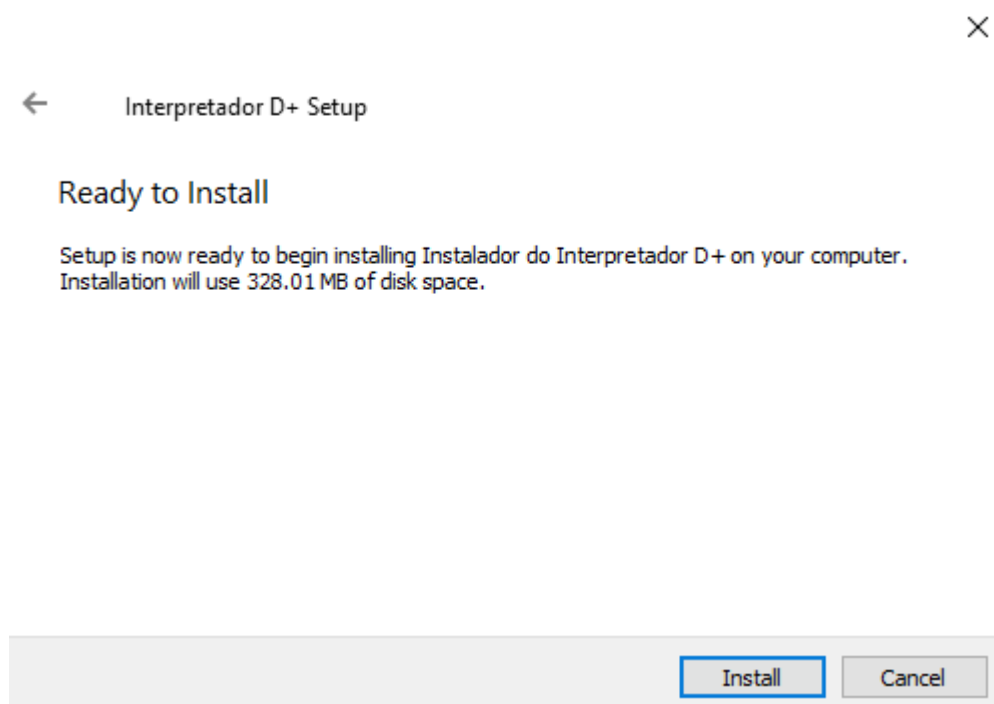 Interpretador D+ Setup
Ready to Install
Setup is now ready to begin installing Instalador do Interpretador D+ on your computer.
Installation will use 328.01 MB of disk space.
Install
Cancel